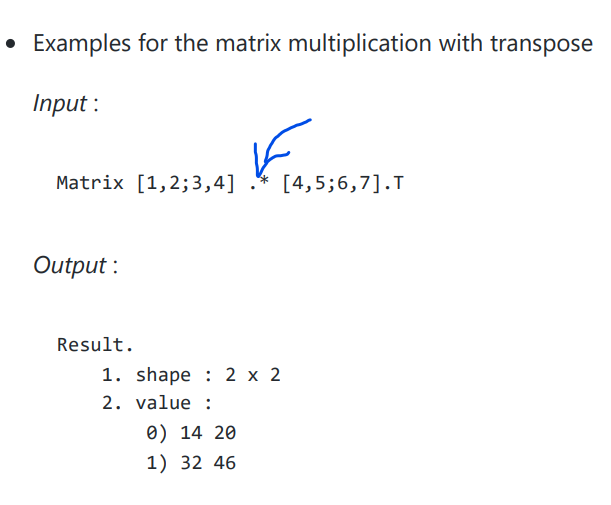 • Examples for the matrix multiplication with transpose
Input :
Matrix [1,2;3,4] .* [4,5;6,7].T
Output :
Result.
1. shape : 2 x 2
2. value :
0) 14 20
1) 32 46